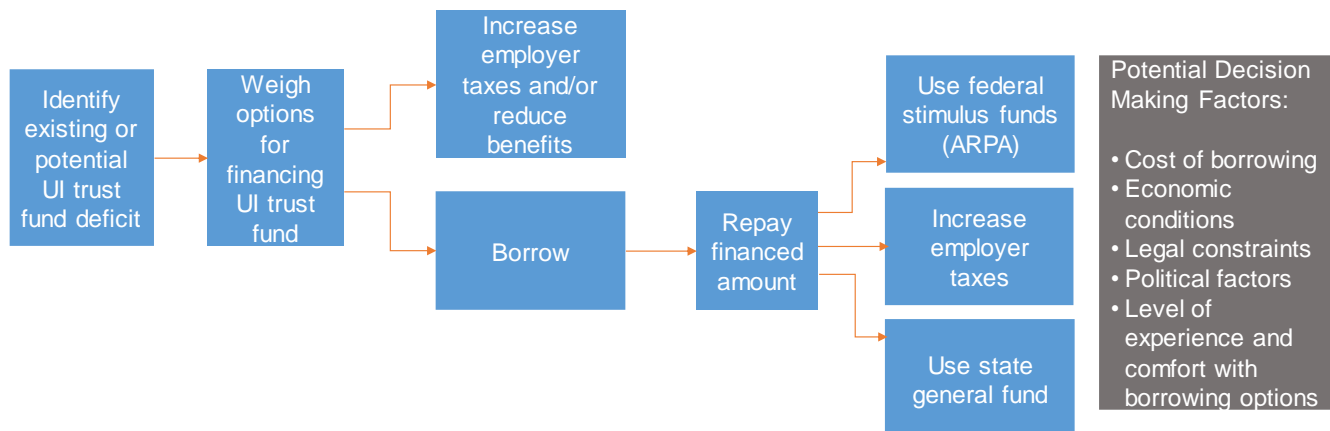 Identify
existing or
potential
UI trust
fund deficit
Weigh
options
for
financing
UI trust
fund
Increase
employer
taxes and/or
reduce
benefits
Borrow
Repay
financed
amount
Use federal
stimulus funds
(ARPA)
Increase
employer
taxes
Use state
general fund
Potential Decision
Making Factors:
• Cost of borrowing
• Economic
conditions
• Legal constraints
• Political factors
• Level of
experience and
comfort with
borrowing options